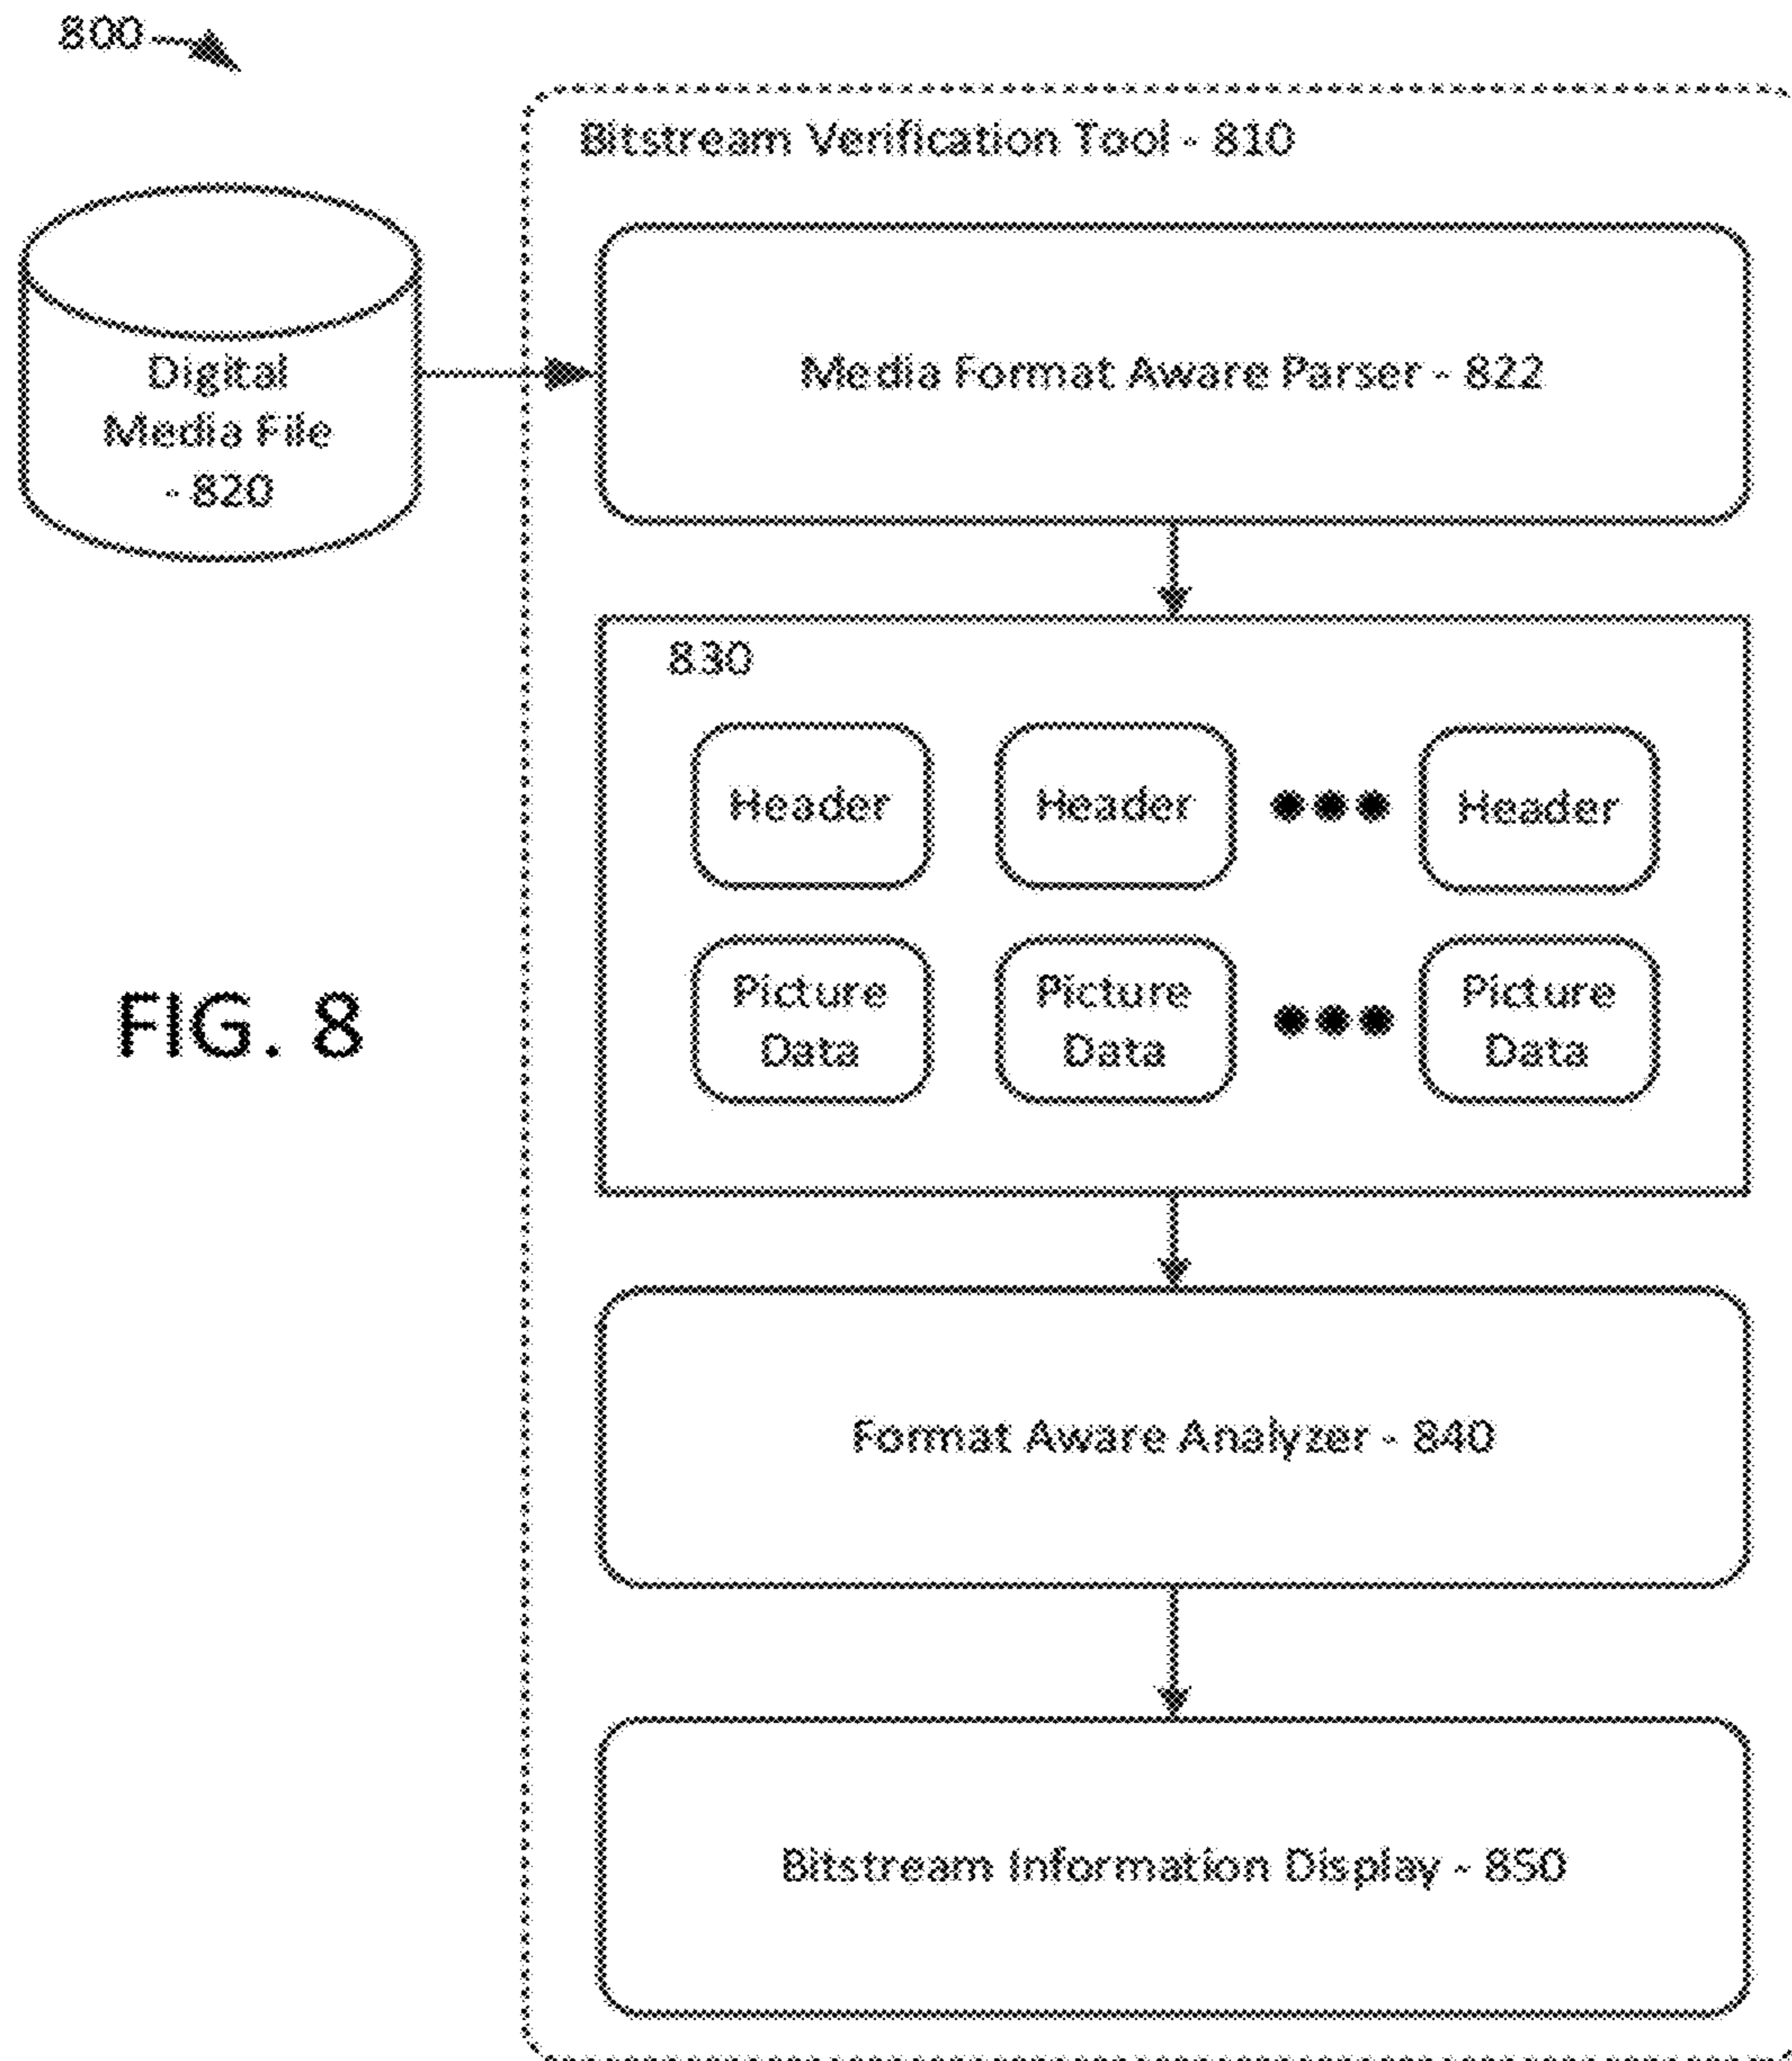 800
Bitstream Verification Tool - 810
Digital
Media File
- 820
Media Format Aware Parser - 822
830
Header Header Header
Picture Picture Picture
Data Data Data
Format Aware Analyzer - 840
Bitstream Information Display - 850
FIG. 8